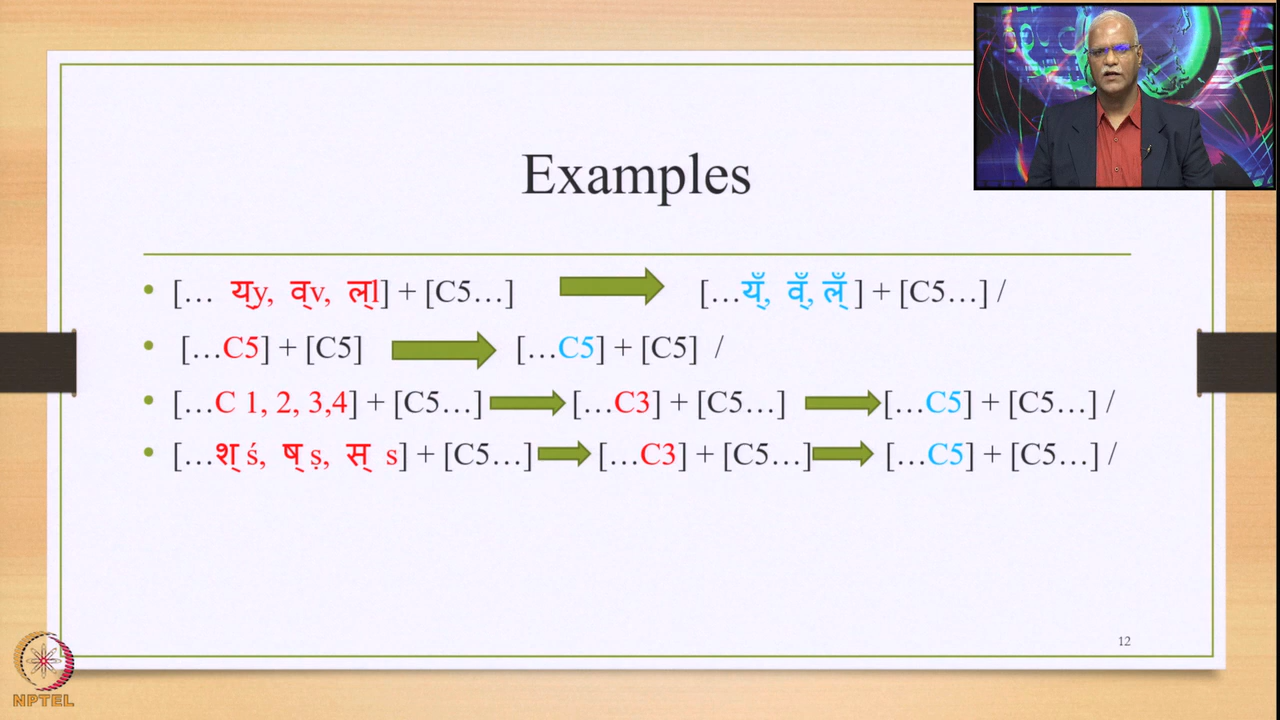 Examples
• [… य्y, व्v, ल्l] + [C5…] [...यँ्, वँ्, लँ् ] + [C5…] /
• […C5] + [C5] […C5] + [C5] /
• […C 1, 2, 3,4] + [C5…] […C3] + [C5…] […C5] + [C5…] /
• […श् ś, ष् ṣ, स् s] + [C5…] […C3] + [C5…] […C5] + [C5…] /
12
NPTEL